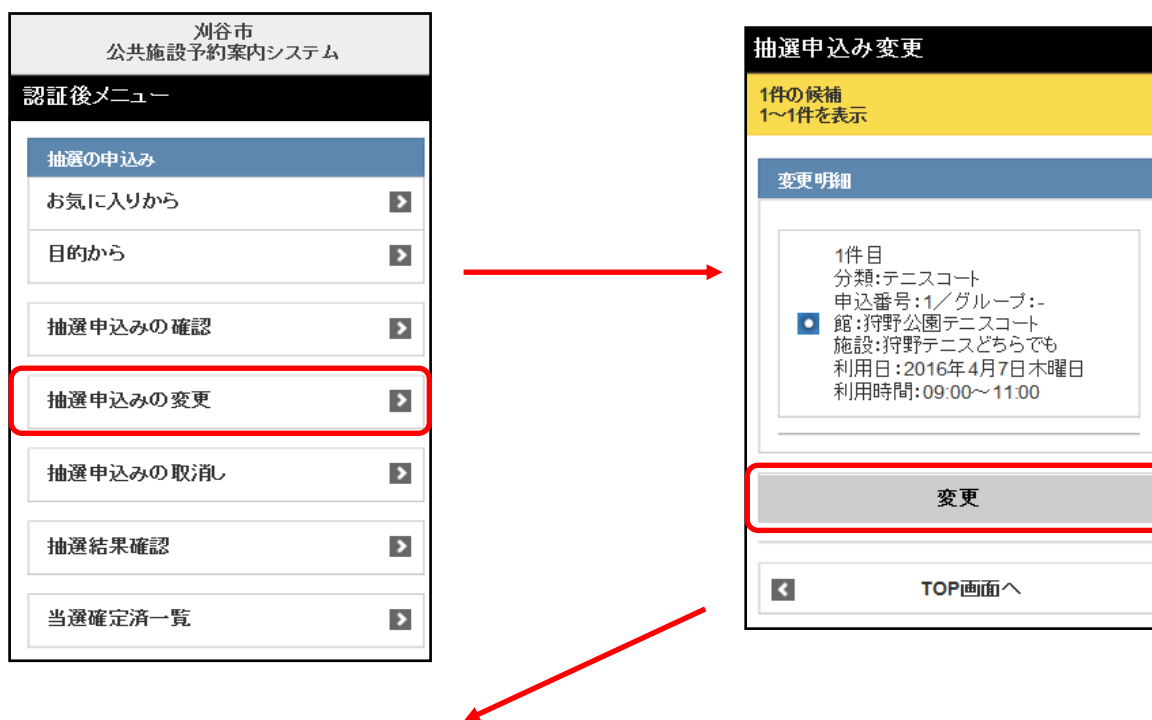 刈谷市
公共施設予約案内システム
認証後メニュー
抽選の申込み
お気に入りから
目的から
抽選申込みの確認
抽選申込みの変更
抽選申込みの取消し
抽選結果確認
当選確定済一覧
抽選申込み変更
1件の候補
1～1件を表示
変更明細
1件目
分類:テニスコート
申込番号:1／グループ:-
館:狩野公園テニスコート
施設:狩野テニスどちらでも
利用日:2016年4月7日木曜日
利用時間:09:00～11:00
変更
TOP画面へ